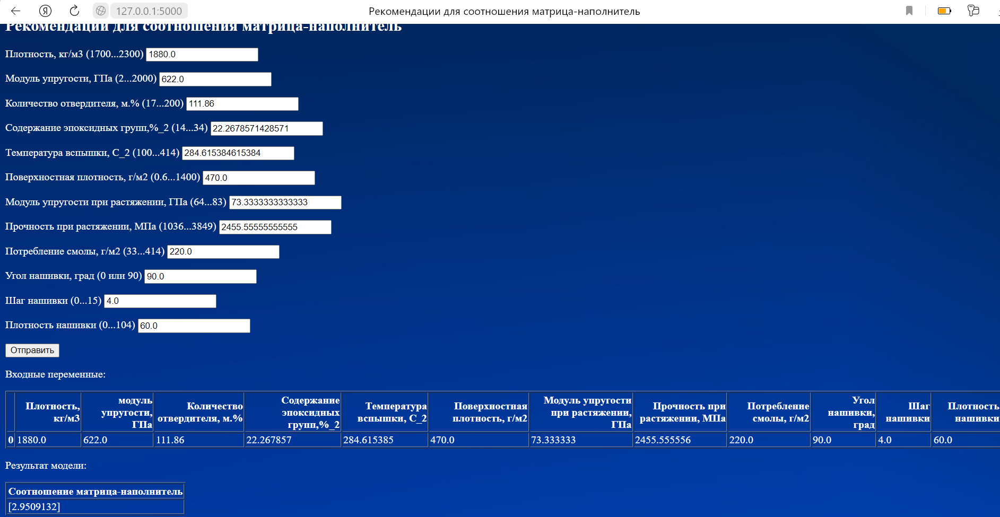 Я
127.0.0.1:5000
Рекомендации для соотношения матрица-наполнитель
Рекомендации для соотношения матрица-наполнитель
Плотность, кг/м3 (1700...2300) 1880.0
Модуль упругости, ГПа (2...2000) 622.0
Количество отвердителя, м.% (17...200) 111.86
Содержание эпоксидных групп,%_2 (14...34) 22.2678571428571
Температура вспышки, С_2 (100...414) 284.615384615384
Поверхностная плотность, г/м2 (0.6...1400) 470.0
Модуль упругости при растяжении, ГПа (64...83) 73.3333333333333
Прочность при растяжении, МПа (1036...3849) 2455.55555555555
Потребление смолы, г/м2 (33...414) 220.0
Угол нашивки, град (0 или 90) 90.0
Шаг нашивки (0...15) 4.0
Плотность нашивки (0...104) 60.0
Отправить
Входные переменные:
Плотность,
кг/м3
модуль
упругости,
ГПа
Количество
отвердителя, м.%
Содержание
эпоксидных
групп,%_2
Температура
вспышки, С_2
Поверхностная
плотность, г/м2
Модуль упругости
при растяжении,
ГПа
Прочность при
растяжении, МПа
Потребление
смолы, г/м2
Угол
нашивки,
град
Шаг
нашивки
Плотность
нашивки
0 1880.0 622.0 111.86 22.267857 284.615385 470.0 73.333333 2455.555556 220.0 90.0 4.0 60.0
Результат модели:
Соотношение матрица-наполнитель
[2.9509132]